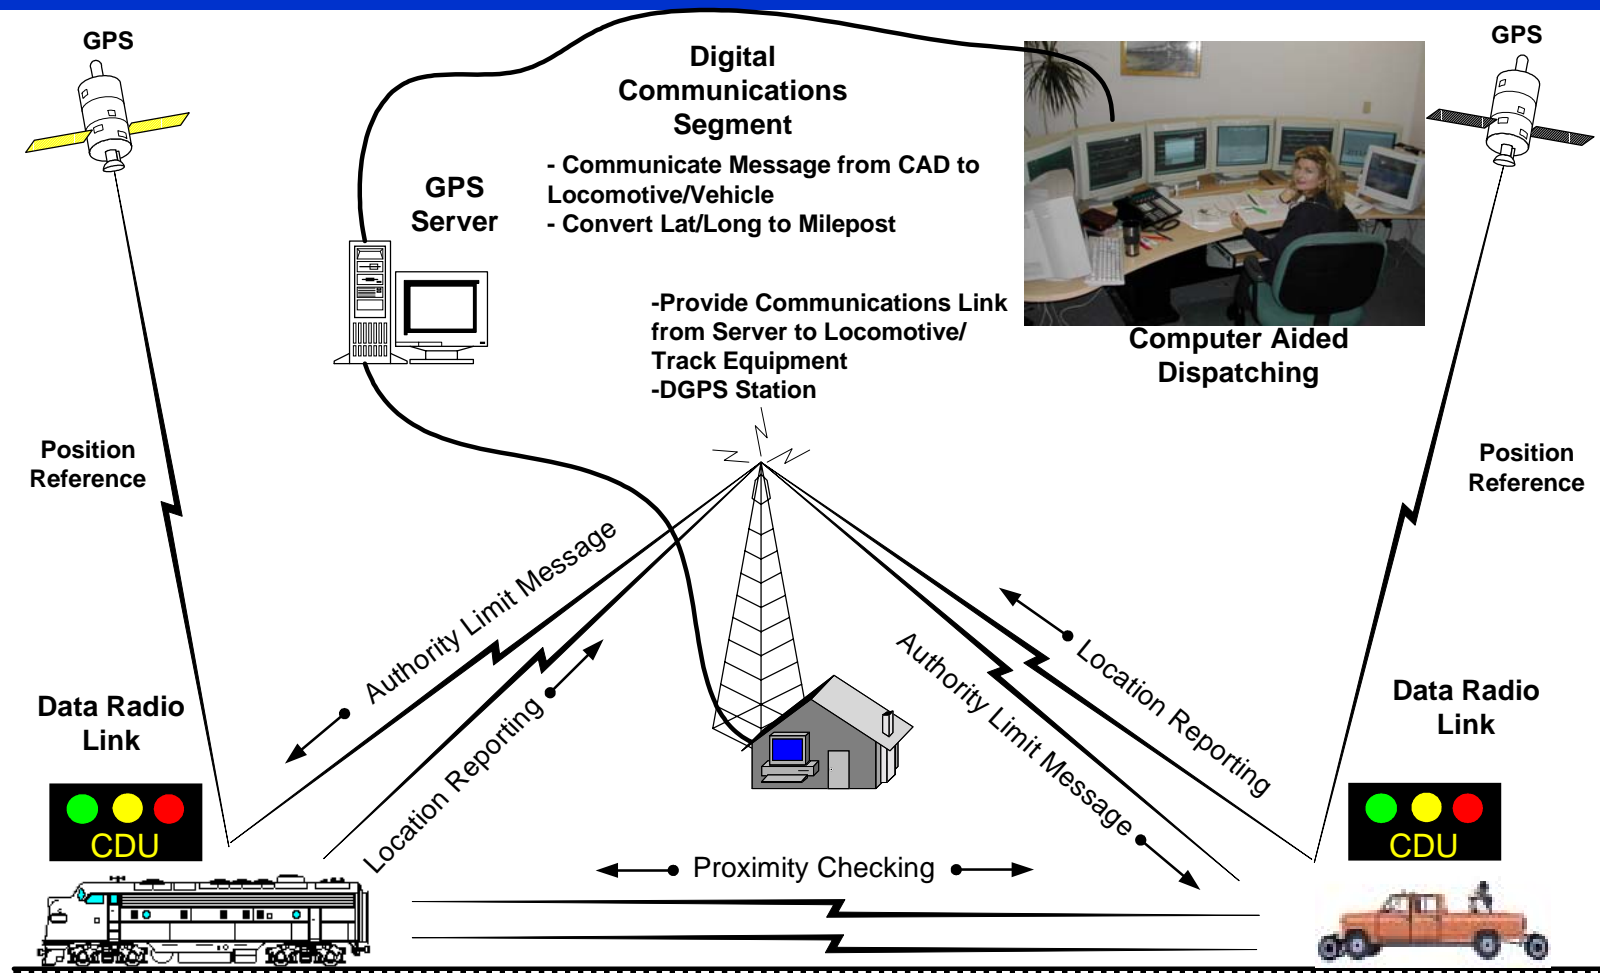 GPS
GPS
Digital
Communications
Segment
- Communicate Message from CAD to
Locomotive/Vehicle
- Convert Lat/Long to Milepost
GPS
Server
-Provide Communications Link
from Server to Locomotive/
Track Equipment
-DGPS Station
Computer Aided
Dispatching
Position
Reference
Position
Reference
Authority Limit Message
Location Reporting
Authority Limit Message
Location Reporting
Data Radio
Link
Data Radio
Link
CDU
CDU
Proximity Checking